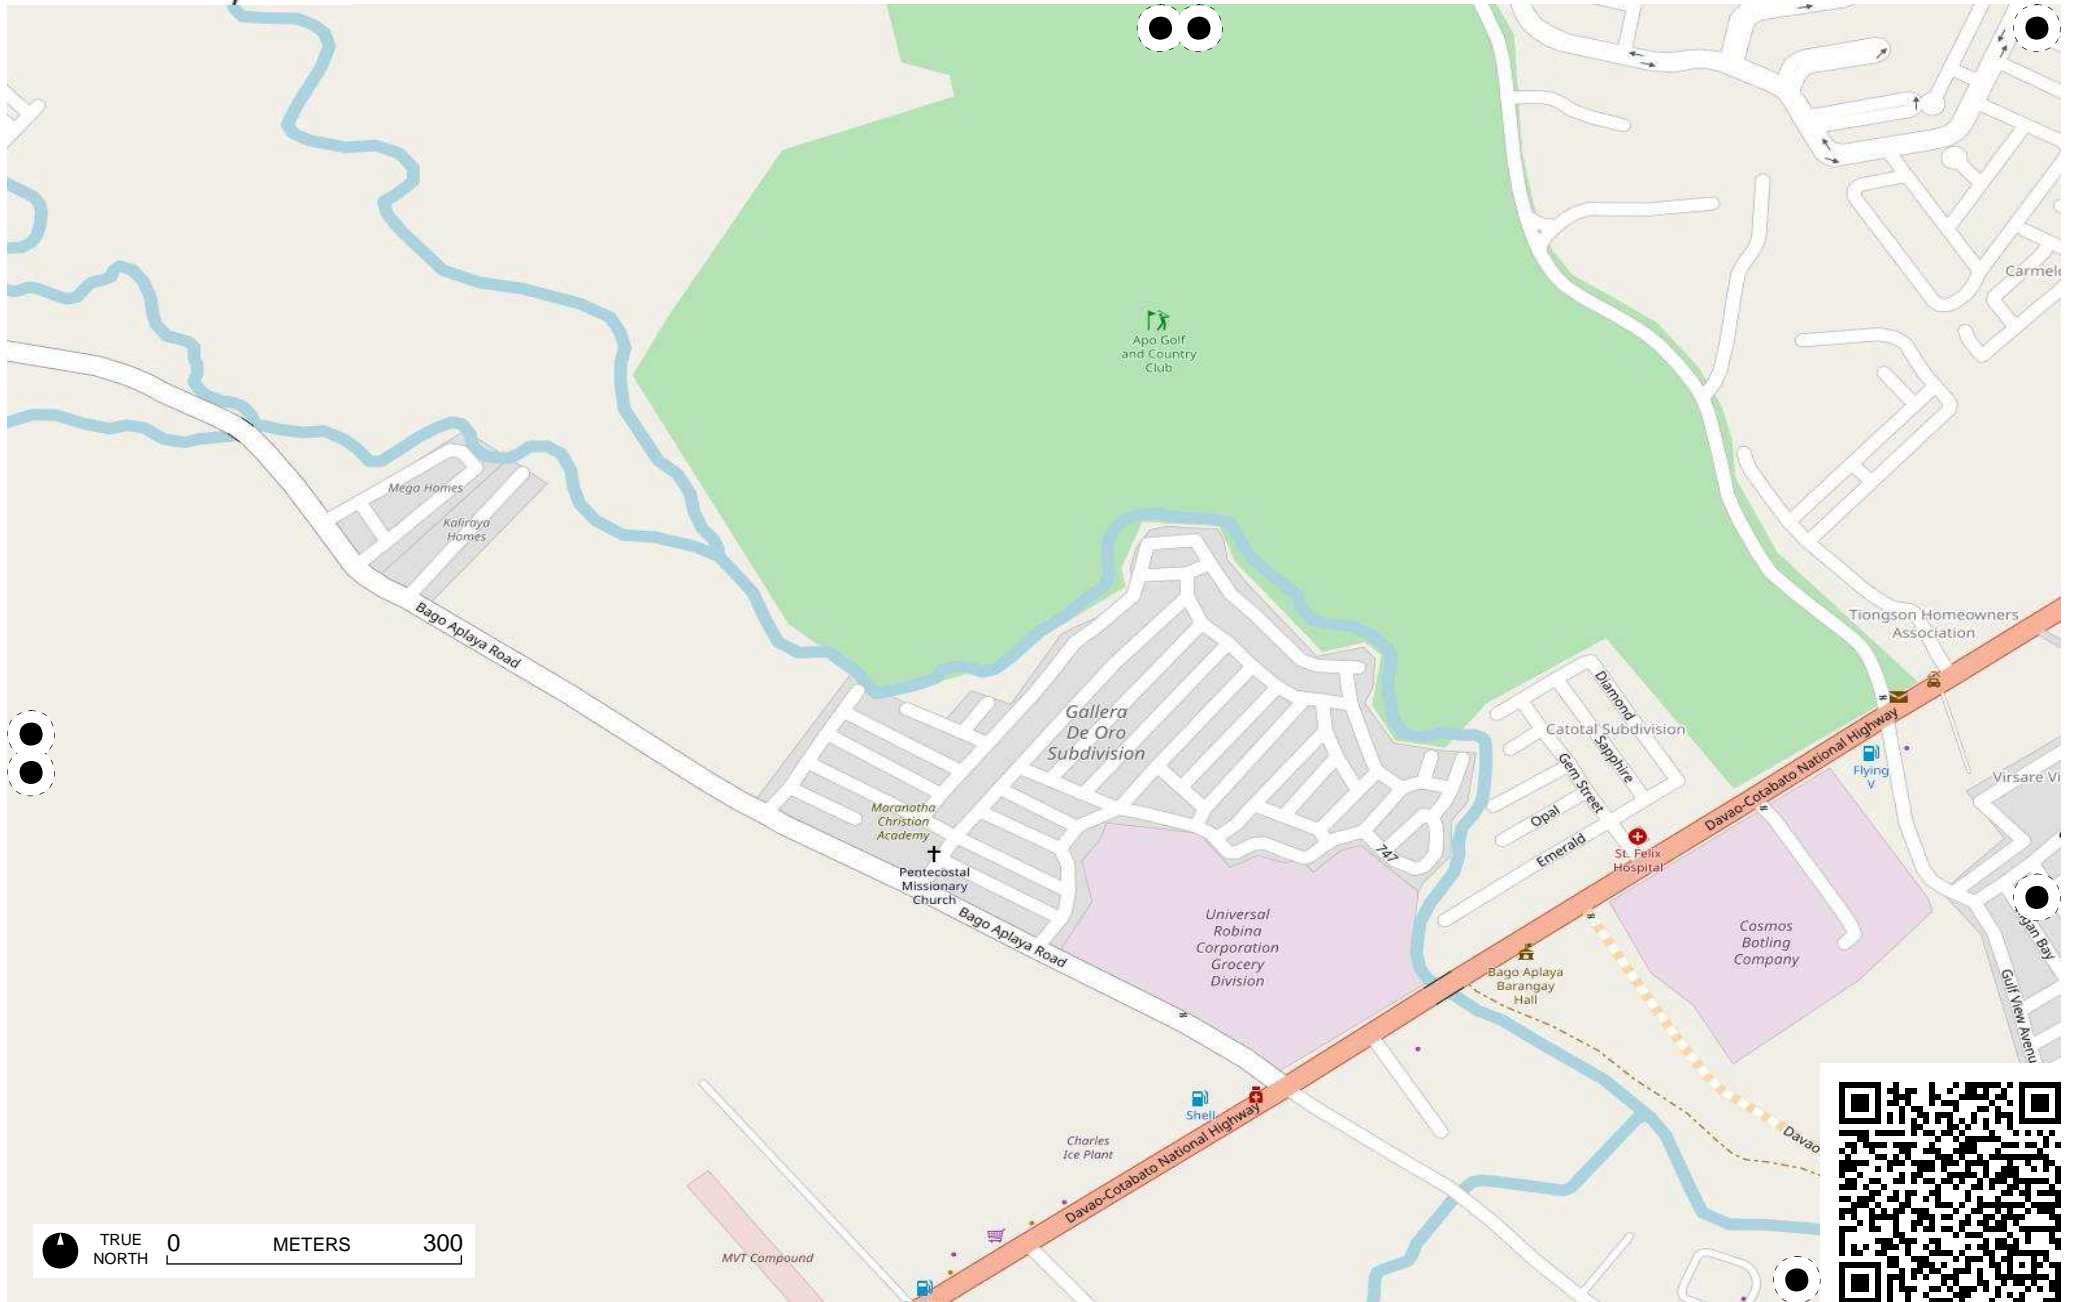 Apo Golf
and Country
Club
Carmelo
Mega Homes
Kaliraya
Homes
Bago Aplaya Road
Tiongson Homeowners
Association
Gallera
De Oro
Subdivision
Diamond
Catotal Subdivision
Sapphire
Gem Street
Opal
Emerald
Davao-Cotabato National Highway
Flying
V
Virsare Vi
Maranatha
Christian
Academy
Pentecostal
Missionary
Church
747
St. Felix
Hospital
Bago Aplaya Road
Universal
Robina
Corporation
Grocery
Division
Cosmos
Botling
Company
Bago Aplaya
Barangay
Hall
igan Bay
Gulf View Avenu
Shell
Charles
Ice Plant
Davao-Cotabato National Highway
Davao
MVT Compound
TRUE
NORTH
0 METERS 300